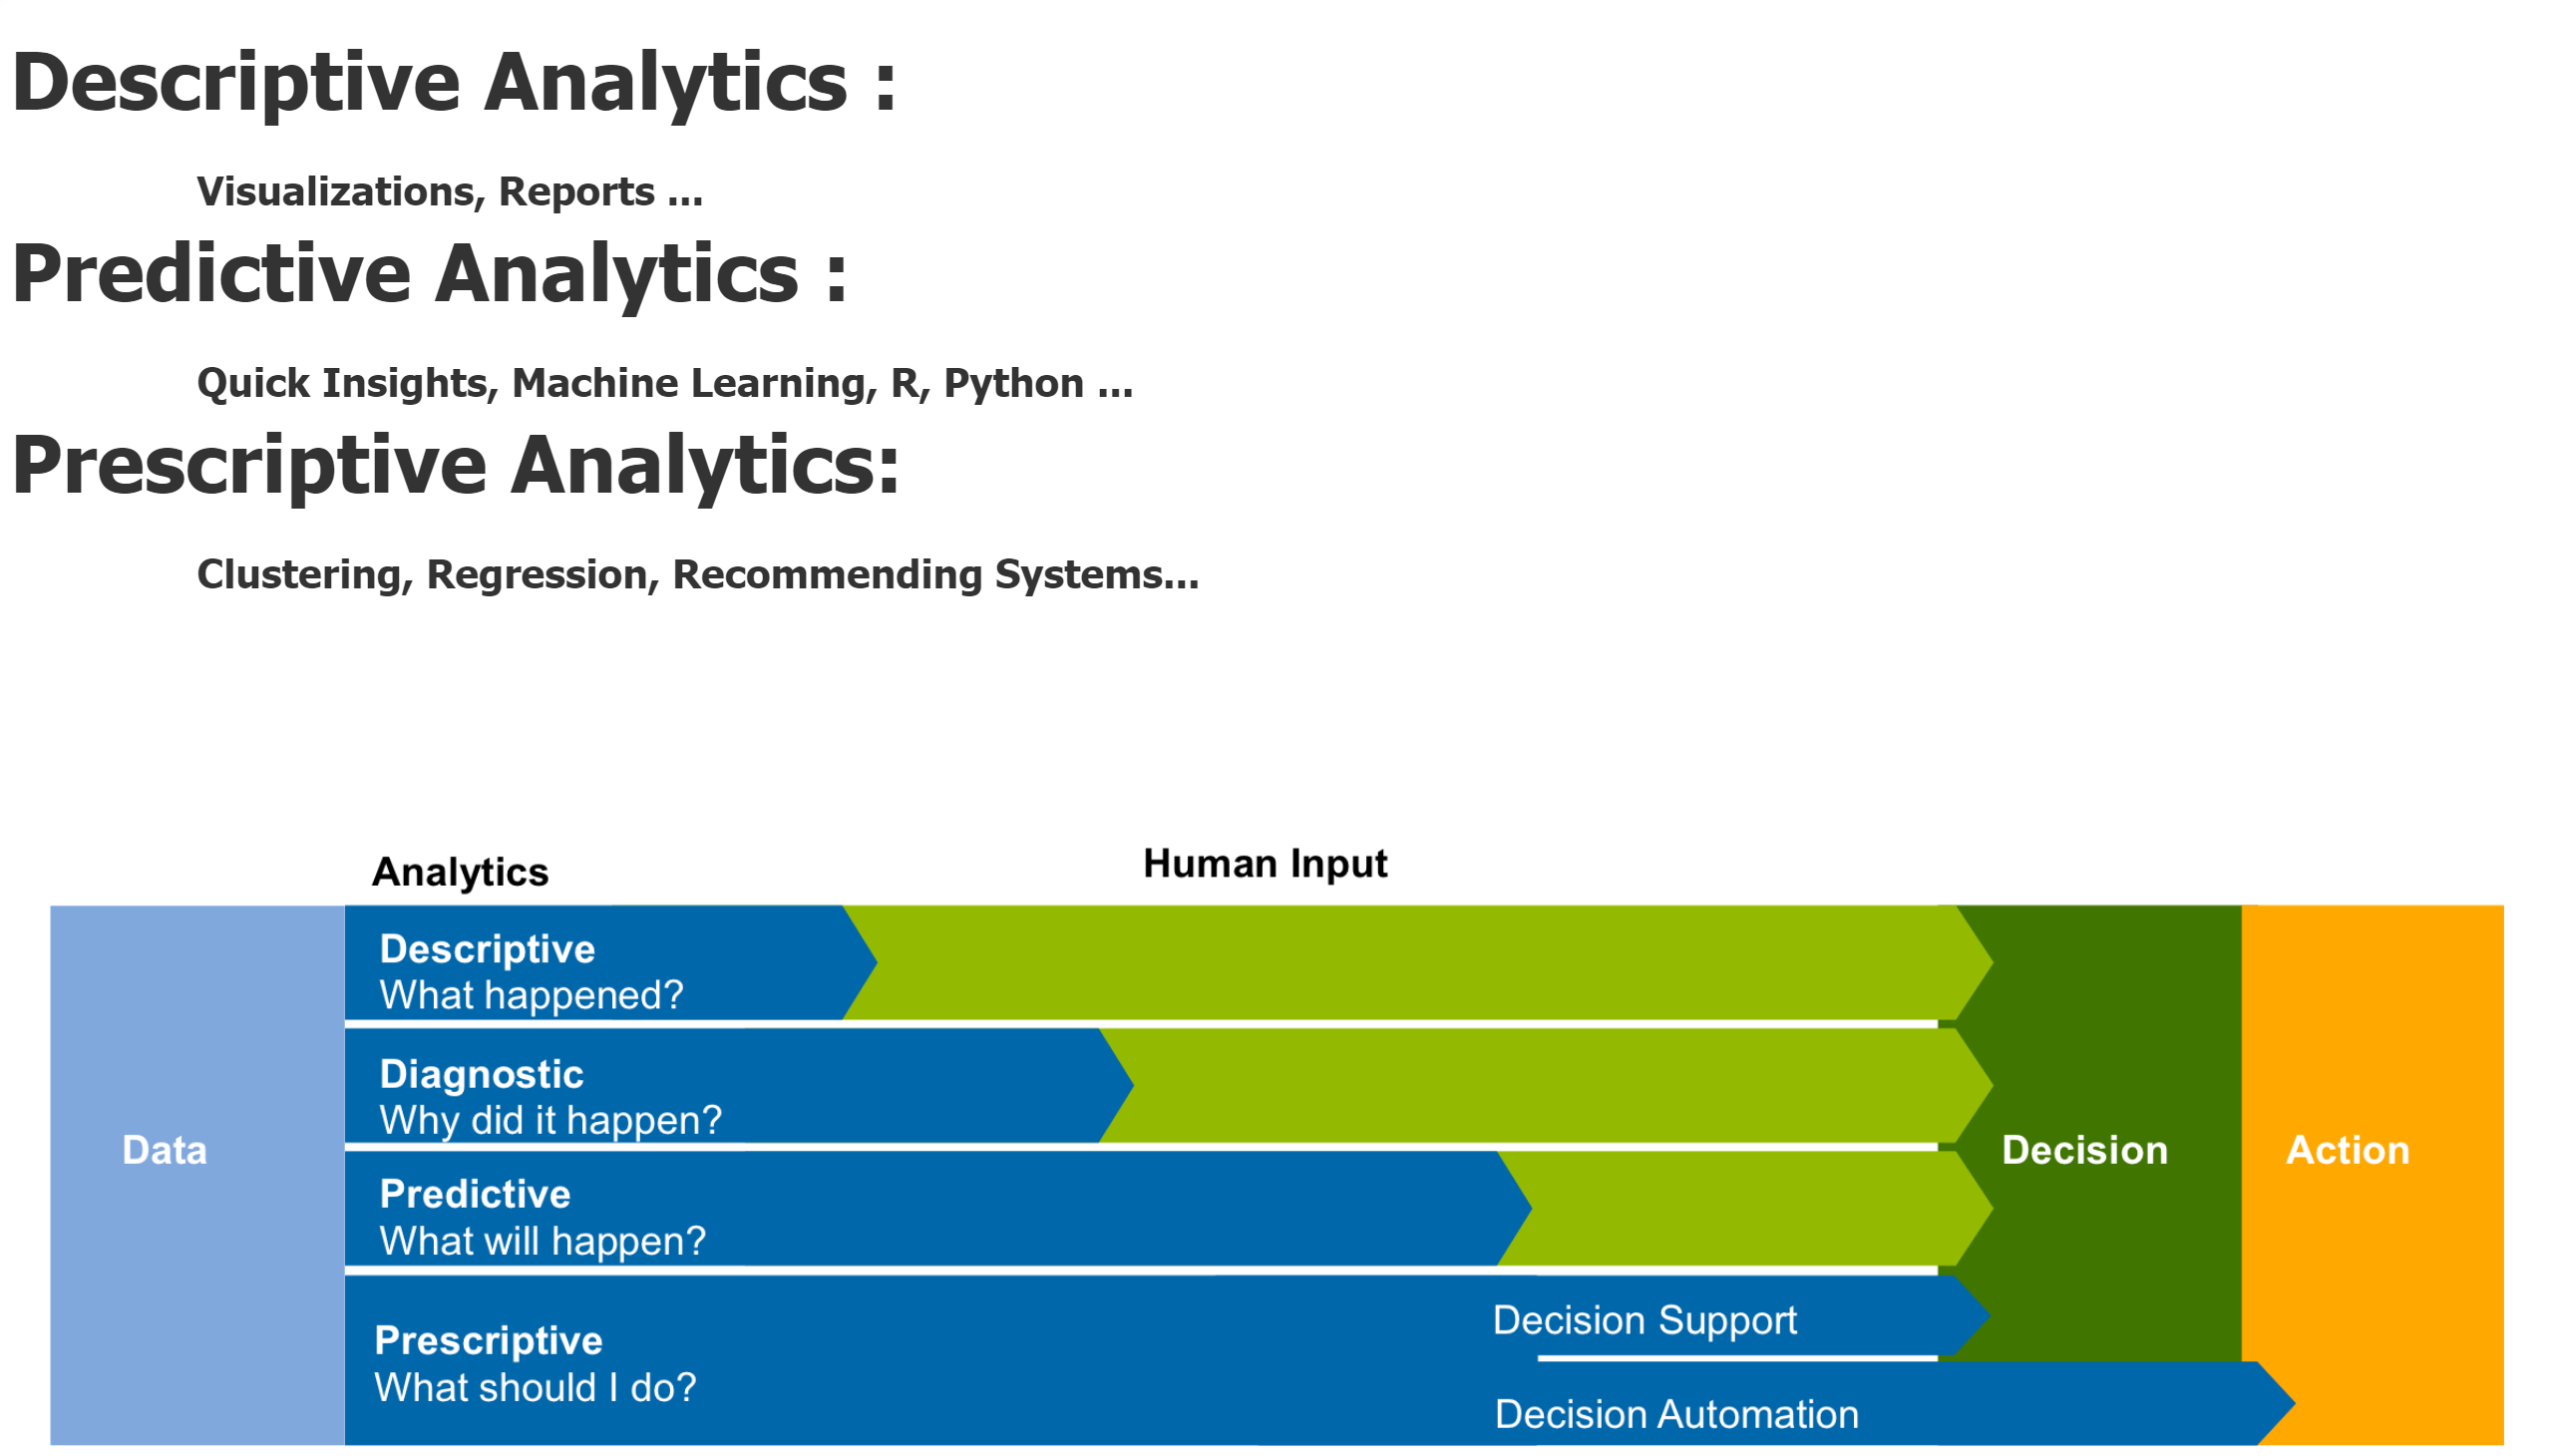 Descriptive Analytics :
Visualizations, Reports ...
Predictive Analytics :
Quick Insights, Machine Learning, R, Python ...
Prescriptive Analytics:
Clustering, Regression, Recommending Systems...
Analytics
Human Input
Descriptive
What happened?
Diagnostic
Why did it happen?
Data
Decision
Action
Predictive
What will happen?
Decision Support
Prescriptive
What should I do?
Decision Automation